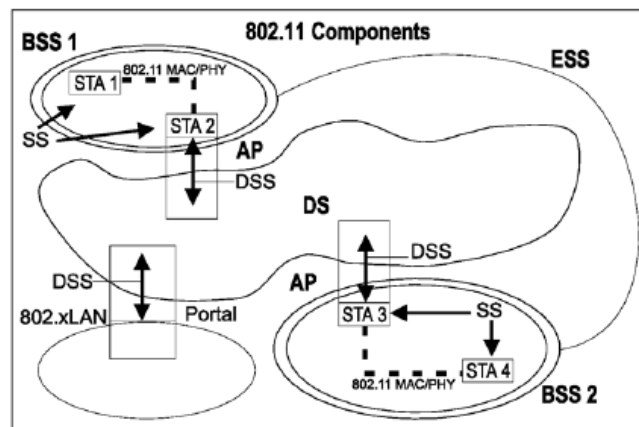 802.11 Components
BSS 1
ESS
802.11 MAC/PHY
STA 1
STA 2
SS
AP
DSS
DS
DSS
DSS
AP
802.xLAN
Portal
STA 3
SS
STA 4
802.11 MAC/PHY
BSS 2